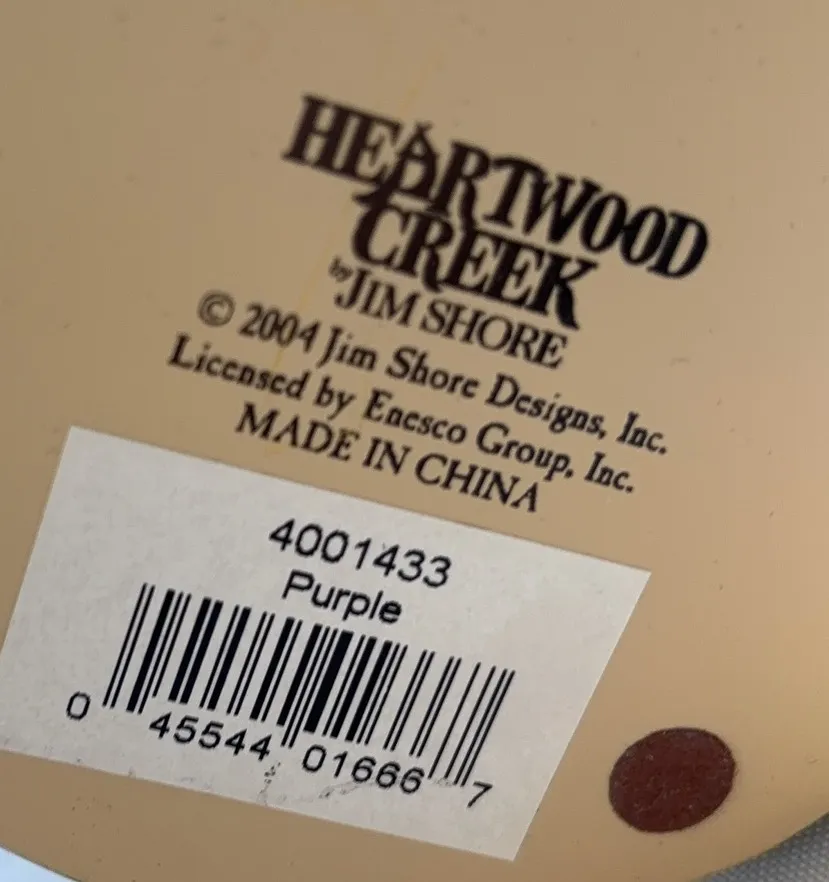 HEARTWOOD
CREEK
by JIM SHORE
© 2004 Jim Shore Designs, Inc.
Licensed by Enesco Group, Inc.
MADE IN CHINA
4001433
Purple
0 45544 01666 7